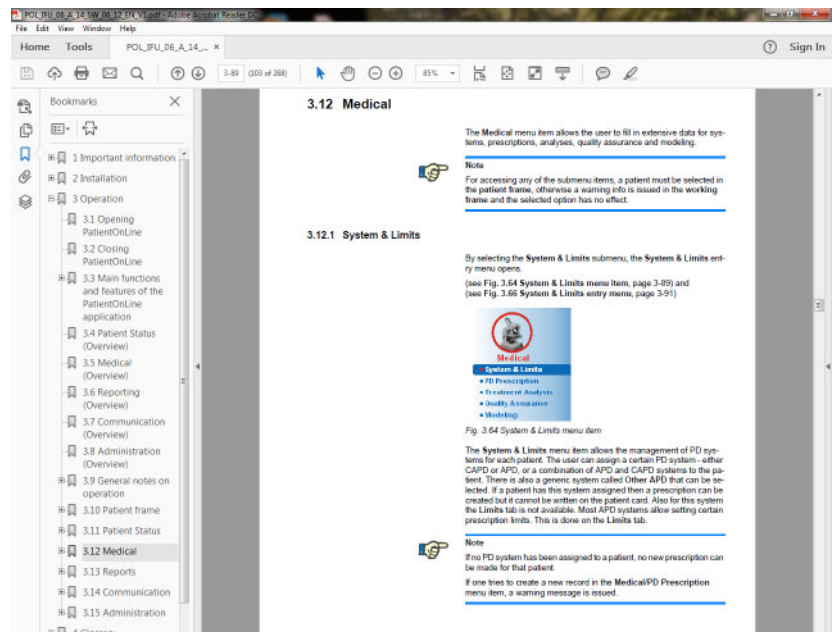 POL_IFU_06_A_14_SW_06_12_EN_V1.pdf - Adobe Acrobat Reader DC
File Edit View Window Help
Home Tools POL_IFU_06_A_14_... × Sign In
3-89 (103 of 268) 85%
Bookmarks
1 Important information
2 Installation
3 Operation
3.1 Opening
PatientOnLine
3.2 Closing
PatientOnLine
3.3 Main functions
and features of the
PatientOnLine
application
3.4 Patient Status
(Overview)
3.5 Medical
(Overview)
3.6 Reporting
(Overview)
3.7 Communication
(Overview)
3.8 Administration
(Overview)
3.9 General notes on
operation
3.10 Patient frame
3.11 Patient Status
3.12 Medical
3.13 Reports
3.14 Communication
3.15 Administration
3.12 Medical
The Medical menu item allows the user to fill in extensive data for sys-
tems, prescriptions, analyses, quality assurance and modeling.
Note
For accessing any of the submenu items, a patient must be selected in
the patient frame, otherwise a warning info is issued in the working
frame and the selected option has no effect.
3.12.1 System & Limits
By selecting the System & Limits submenu, the System & Limits ent-
ry menu opens.
(see Fig. 3.64 System & Limits menu item, page 3-89) and
(see Fig. 3.66 System & Limits entry menu, page 3-91)
Medical
System & Limits
PD Prescription
Treatment Analysis
Quality Assurance
Modeling
Fig. 3.64 System & Limits menu item
The System & Limits menu item allows the management of PD sys-
tems for each patient. The user can assign a certain PD system - either
CAPD or APD, or a combination of APD and CAPD systems to the pa-
tient. There is also a generic system called Other APD that can be se-
lected. If a patient has this system assigned then a prescription can be
created but it cannot be written on the patient card. Also for this system
the Limits tab is not available. Most APD systems allow setting certain
prescription limits. This is done on the Limits tab.
Note
If no PD system has been assigned to a patient, no new prescription can
be made for that patient.
If one tries to create a new record in the Medical/PD Prescription
menu item, a warning message is issued.